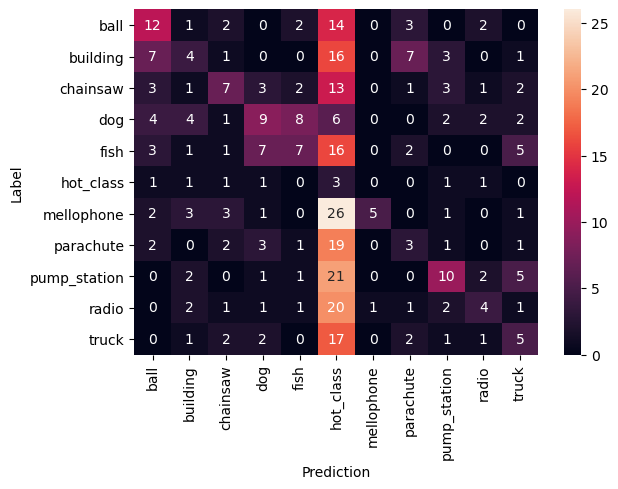 ball 12 1 2 0 2 14 0 3 0 2 0
building 7 4 1 0 0 16 0 7 3 0 1
chainsaw 3 1 7 3 2 13 0 1 3 1 2
dog 4 4 1 9 8 6 0 0 2 2 2
fish 3 1 1 7 7 16 0 2 0 0 5
hot_class 1 1 1 1 0 3 0 0 1 1 0
mellophone 2 3 3 1 0 26 5 0 1 0 1
parachute 2 0 2 3 1 19 0 3 1 0 1
pump_station 0 2 0 1 1 21 0 0 10 2 5
radio 0 2 1 1 1 20 1 1 2 4 1
truck 0 1 2 2 0 17 0 2 1 1 5
ball building chainsaw dog fish hot_class mellophone parachute pump_station radio truck
Prediction
Label
25
20
15
10
5
0